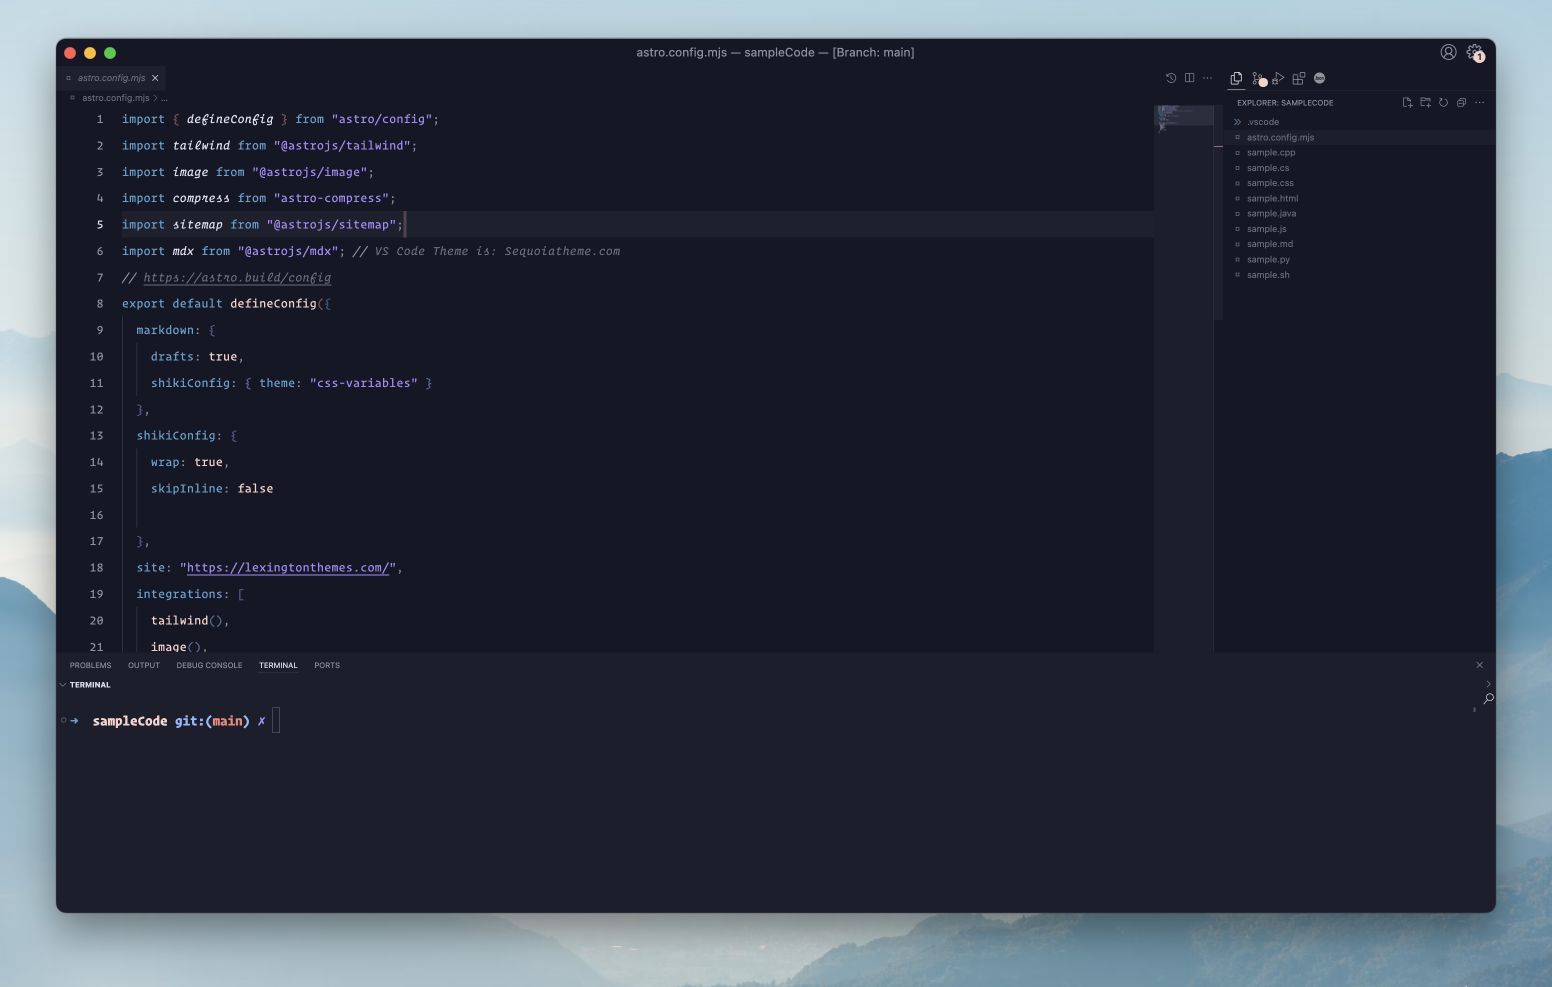 astro.config.mjs — sampleCode — [Branch: main]
1
astro.config.mjs
astro.config.mjs > ...
1 import { defineConfig } from "astro/config";
2 import tailwind from "@astrojs/tailwind";
3 import image from "@astrojs/image";
4 import compress from "astro-compress";
5 import sitemap from "@astrojs/sitemap";
6 import mdx from "@astrojs/mdx"; // VS Code Theme is: Sequoiatheme.com
7 // https://astro.build/config
8 export default defineConfig({
9 markdown: {
10 drafts: true,
11 shikiConfig: { theme: "css-variables" }
12 },
13 shikiConfig: {
14 wrap: true,
15 skipInline: false
16
17 },
18 site: "https://lexingtonthemes.com/",
19 integrations: [
20 tailwind(),
21 image(),
EXPLORER: SAMPLECODE
.vscode
astro.config.mjs
sample.cpp
sample.cs
sample.css
sample.html
sample.java
sample.js
sample.md
sample.py
sample.sh
PROBLEMS OUTPUT DEBUG CONSOLE TERMINAL PORTS
TERMINAL
➜ sampleCode git:(main) ✗